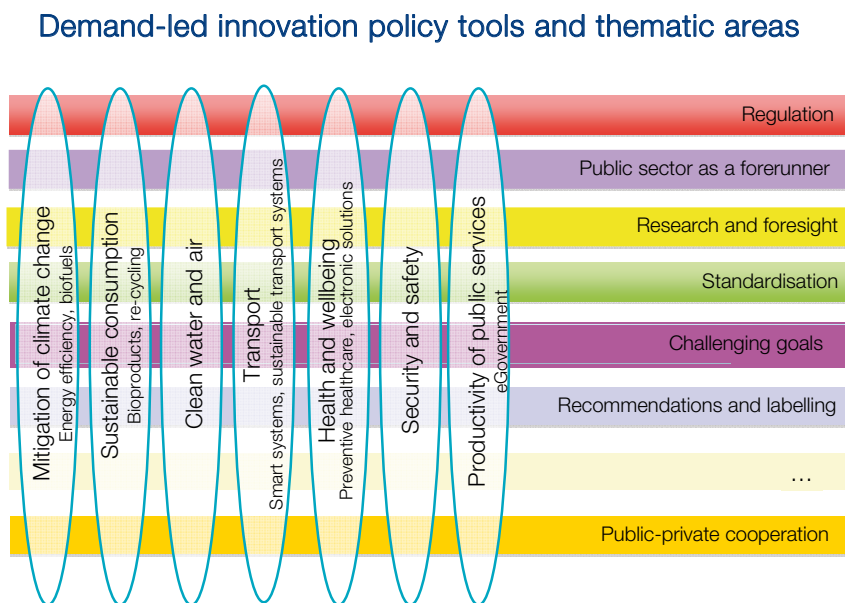 Demand-led innovation policy tools and thematic areas
Regulation
Public sector as a forerunner
Research and foresight
Standardisation
Challenging goals
Recommendations and labelling
...
Public-private cooperation
Mitigation of climate change
Energy efficiency, biofuels
Sustainable consumption
Bioproducts, re-cycling
Clean water and air
Transport
Smart systems, sustainable transport systems
Health and wellbeing
Preventive healthcare, electronic solutions
Security and safety
Productivity of public services
eGovernment